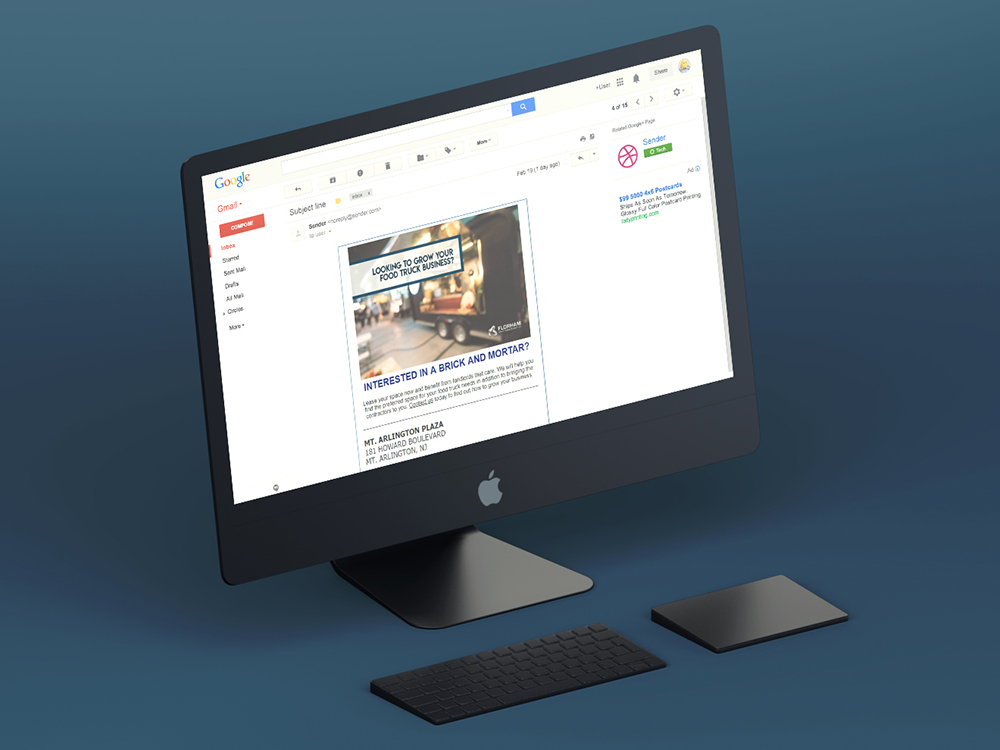 Google
+User
Share
Gmail
More
4 of 18
COMPOSE
Subject line
Inbox x
Feb 19 (1 day ago)
Related Google+ Page
Sender
Tech
Sender <noreply@sender.com>
to user
Inbox
Starred
Sent Mail
Drafts
All Mail
Circles
More
Ad
$99 5000 4x6 Postcards
Ships As Soon As Tomorrow
Glossy Full Color Postcard Printing
LOOKING TO GROW YOUR
FOOD TRUCK BUSINESS?
FLORHAM
INTERESTED IN A BRICK AND MORTAR?
Lease your space now and benefit from landlords that care. We will help you
find the preferred space for your food truck needs in addition to bringing the
contractors to you. Contact us today to find out how to grow your business.
MT. ARLINGTON PLAZA
181 HOWARD BOULEVARD
MT. ARLINGTON, NJ